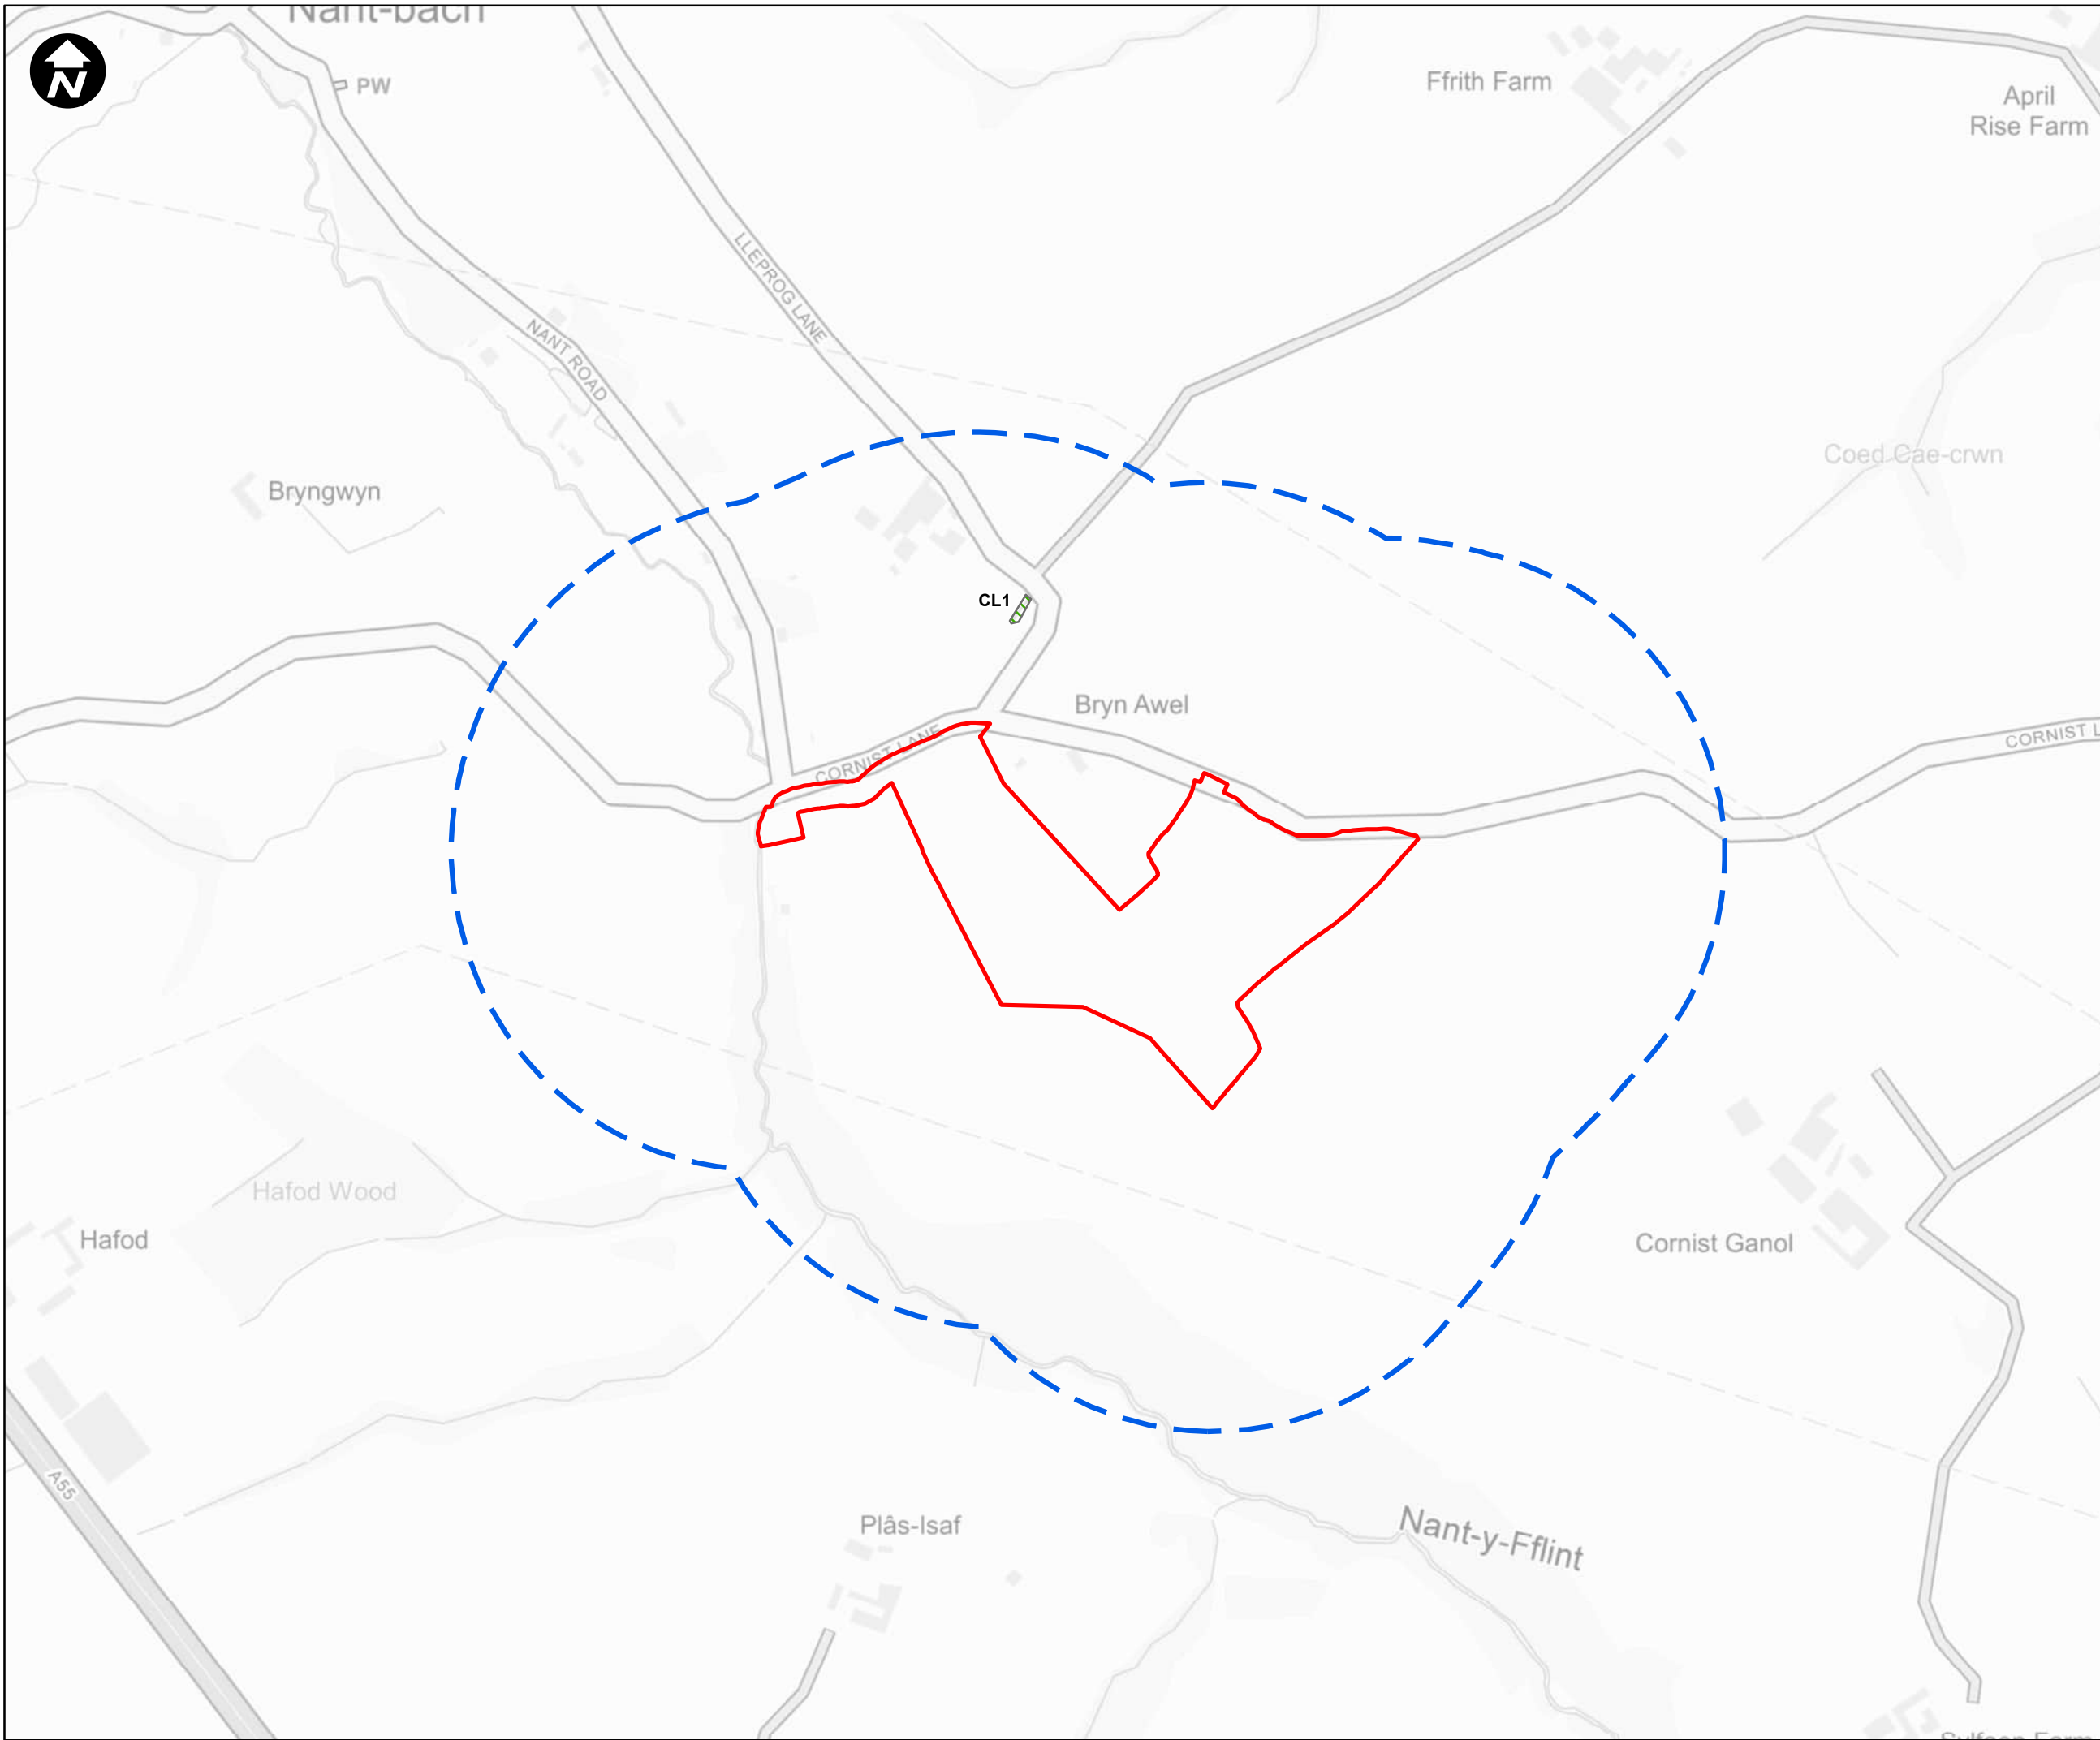 Nant-bach
N
PW
Ffrith Farm
April
Rise Farm
LLEPROG LANE
NANT ROAD
Coed Cae-crwn
Bryngwyn
CL1
Bryn Awel
CORNIST LANE
CORNIST L
Hafod Wood
Hafod
Cornist Ganol
A55
Plâs-Isaf
Nant-y-Fflint